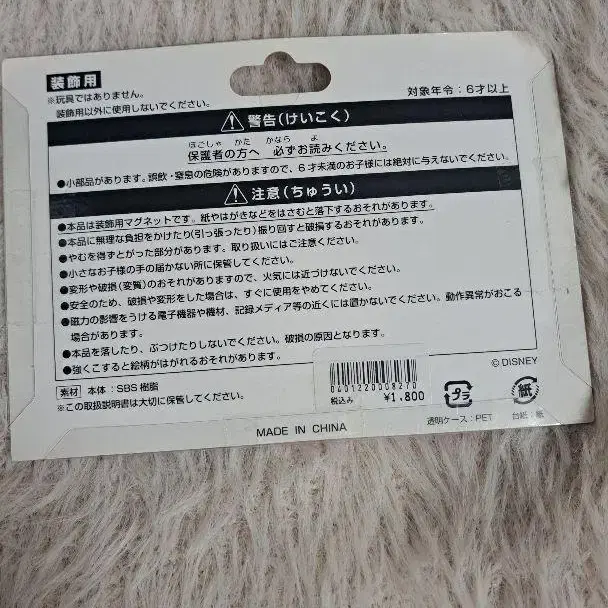 装飾用
※玩具ではありません。
装飾用以外に使用しないでください。
対象年令:6才以上
警告(けいこく)
ほごしゃ かた かなら よ
保護者の方へ 必ずお読みください。
●小部品があります。誤飲・窒息の危険がありますので、6才未満のお子様には絶対に与えないでください。
注意(ちゅうい)
●本品は装飾用マグネットです。紙やはがきなどをはさむと落下するおそれがあります。
●本品に無理な負担をかけたり(引っ張ったり)振り回すと破損するおそれがあります。
●やむを得ずとがった部分があります。取り扱いにはご注意ください。
●小さなお子様の手の届かない所に保管してください。
●変形や破損(変質)のおそれがありますので、火気には近づけないでください。
●安全のため、破損や変形をした場合は、すぐに使用をやめてください。
●磁力の影響をうける電子機器や機材、記録メディア等の近くには置かないでください。動作異常がおこる
場合があります。
●本品を落したり、ぶつけたりしないでください。破損の原因となります。
●強くこすると絵柄がはがれるおそれがあります。
© DISNEY
素材 本体:SBS樹脂
※この取扱説明書は大切に保管してください。
0401220008270
税込み ¥1,800
プラ
紙
透明ケース:PET 台紙:紙
MADE IN CHINA